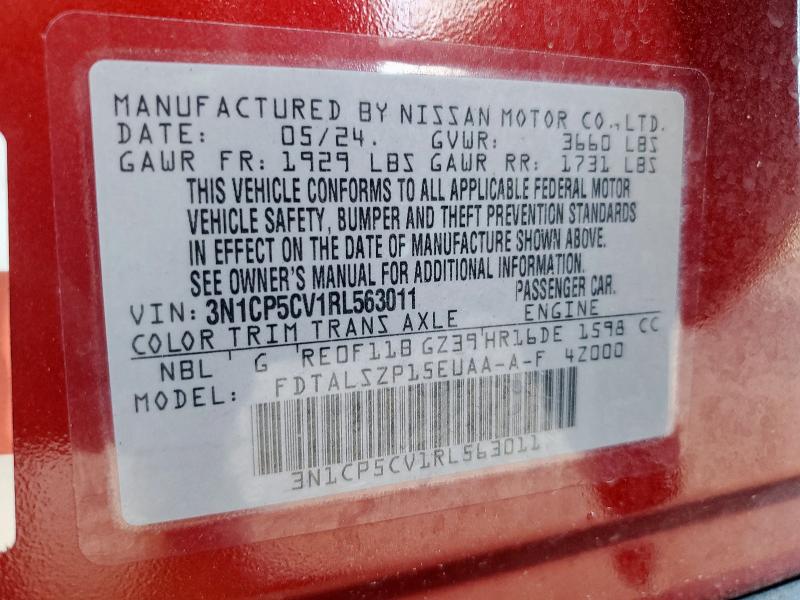 MANUFACTURED BY NISSAN MOTOR CO.,LTD.
DATE: 05/24. GVWR: 3660 LBS
GAWR FR: 1929 LBS GAWR RR: 1731 LBS
THIS VEHICLE CONFORMS TO ALL APPLICABLE FEDERAL MOTOR
VEHICLE SAFETY, BUMPER AND THEFT PREVENTION STANDARDS
IN EFFECT ON THE DATE OF MANUFACTURE SHOWN ABOVE.
SEE OWNER'S MANUAL FOR ADDITIONAL INFORMATION.
VIN: 3N1CP5CV1RL563011 PASSENGER CAR.
COLOR TRIM TRANS AXLE ENGINE
NBL G RE0F11B GZ39 HR16DE 1598 CC
MODEL: FDTALSZP15EUAA-A-F 4Z000
3N1CP5CV1RL563011